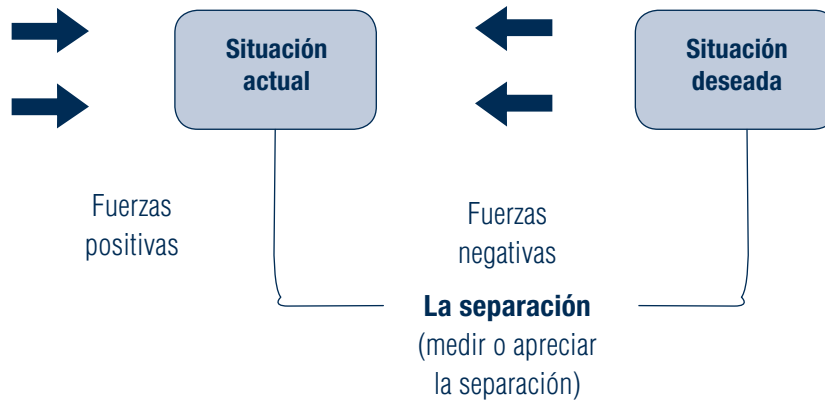 Situación
actual
Situación
deseada
Fuerzas
positivas
Fuerzas
negativas
La separación
(medir o apreciar
la separación)